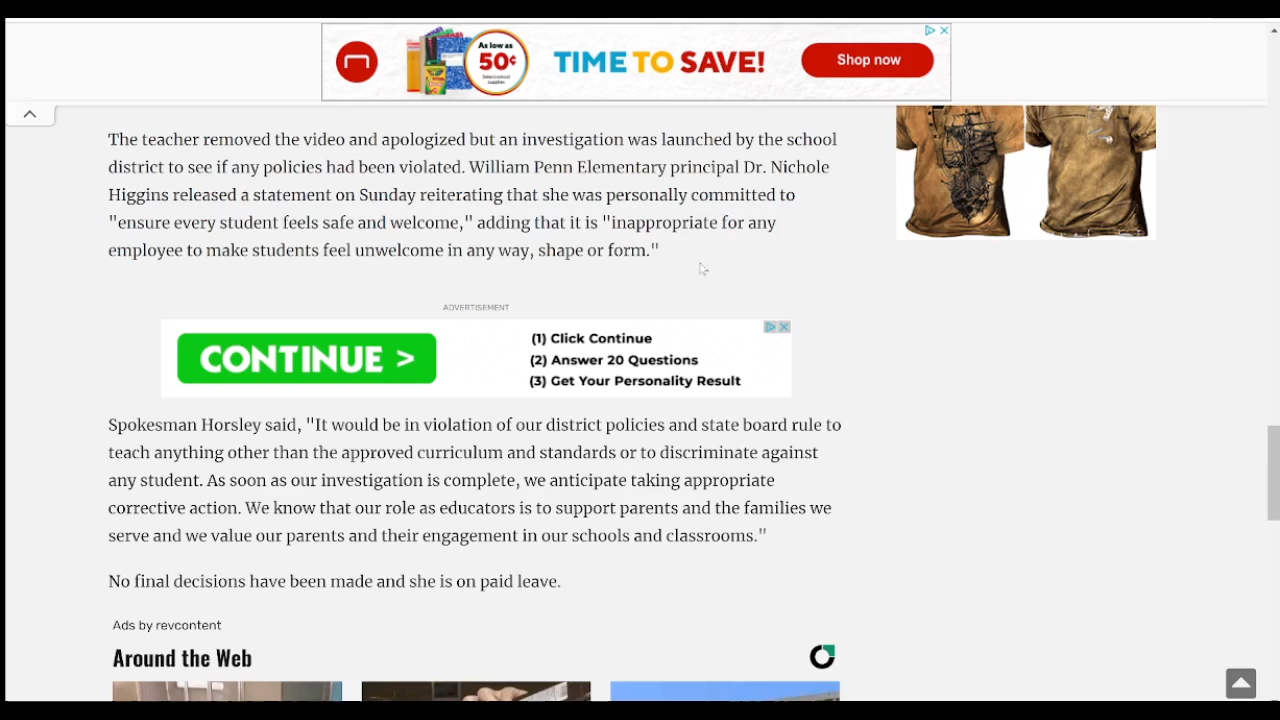 As low as
50¢
TIME TO SAVE!
Shop now
The teacher removed the video and apologized but an investigation was launched by the school
district to see if any policies had been violated. William Penn Elementary principal Dr. Nichole
Higgins released a statement on Sunday reiterating that she was personally committed to
"ensure every student feels safe and welcome," adding that it is "inappropriate for any
employee to make students feel unwelcome in any way, shape or form."
ADVERTISEMENT
CONTINUE >
(1) Click Continue
(2) Answer 20 Questions
(3) Get Your Personality Result
Spokesman Horsley said, "It would be in violation of our district policies and state board rule to
teach anything other than the approved curriculum and standards or to discriminate against
any student. As soon as our investigation is complete, we anticipate taking appropriate
corrective action. We know that our role as educators is to support parents and the families we
serve and we value our parents and their engagement in our schools and classrooms."
No final decisions have been made and she is on paid leave.
Ads by revcontent
Around the Web